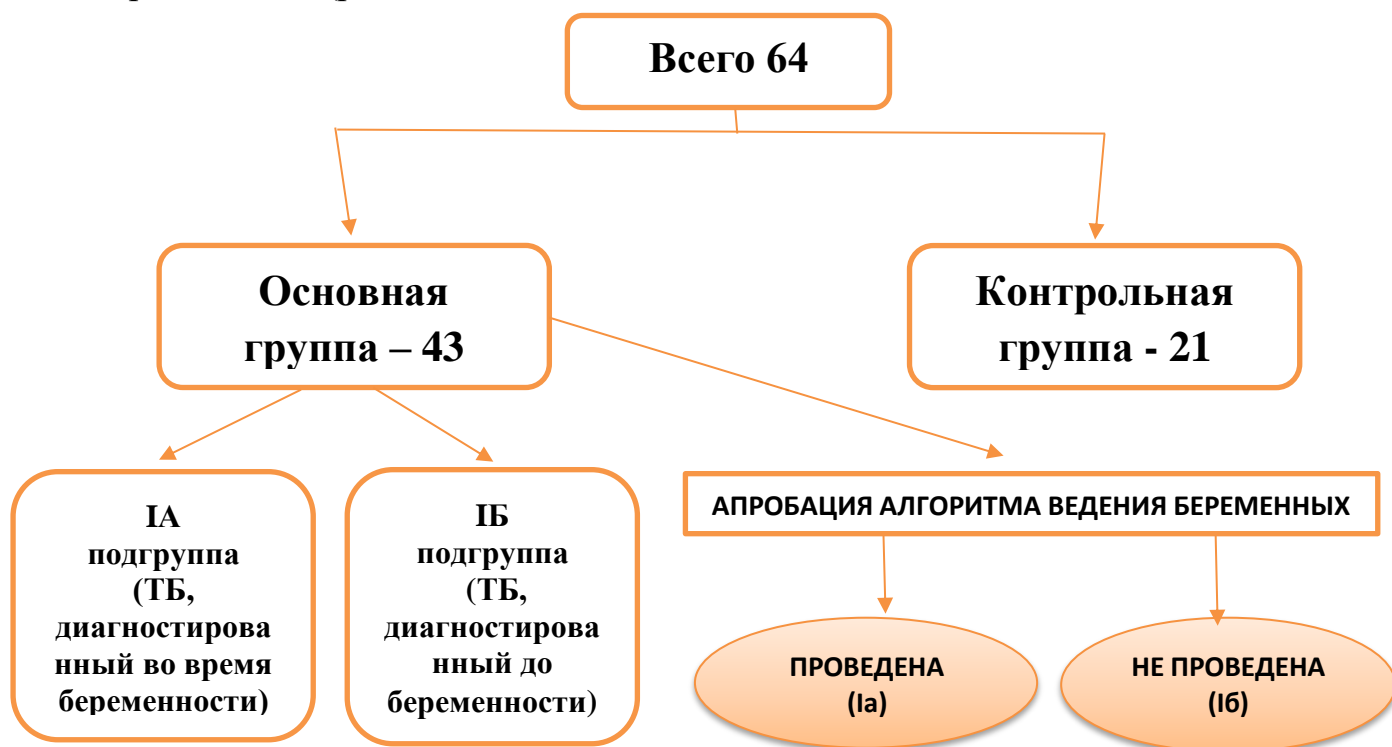 Всего 64
Основная
группа – 43
Контрольная
группа - 21
IА
подгруппа
(ТБ,
диагностирова
нный во время
беременности)
IБ
подгруппа
(ТБ,
диагностирова
нный до
беременности)
АПРОБАЦИЯ АЛГОРИТМА ВЕДЕНИЯ БЕРЕМЕННЫХ
ПРОВЕДЕНА
(Iа)
НЕ ПРОВЕДЕНА
(Iб)